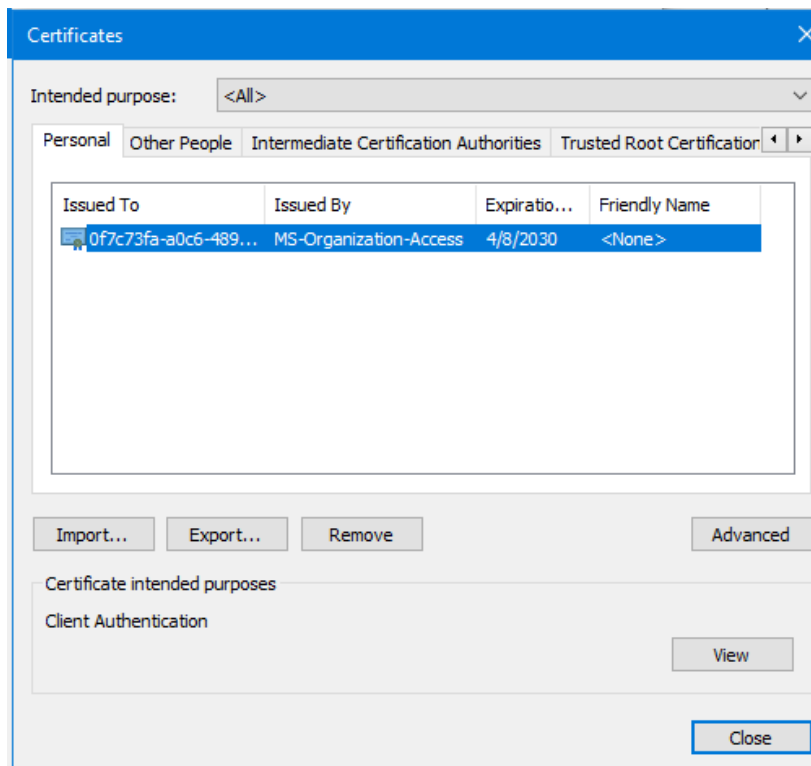 Certificates
Intended purpose: <All>
Personal Other People Intermediate Certification Authorities Trusted Root Certification
Issued To Issued By Expiratio... Friendly Name
0f7c73fa-a0c6-489... MS-Organization-Access 4/8/2030 <None>
Import... Export... Remove Advanced
Certificate intended purposes
Client Authentication
View
Close